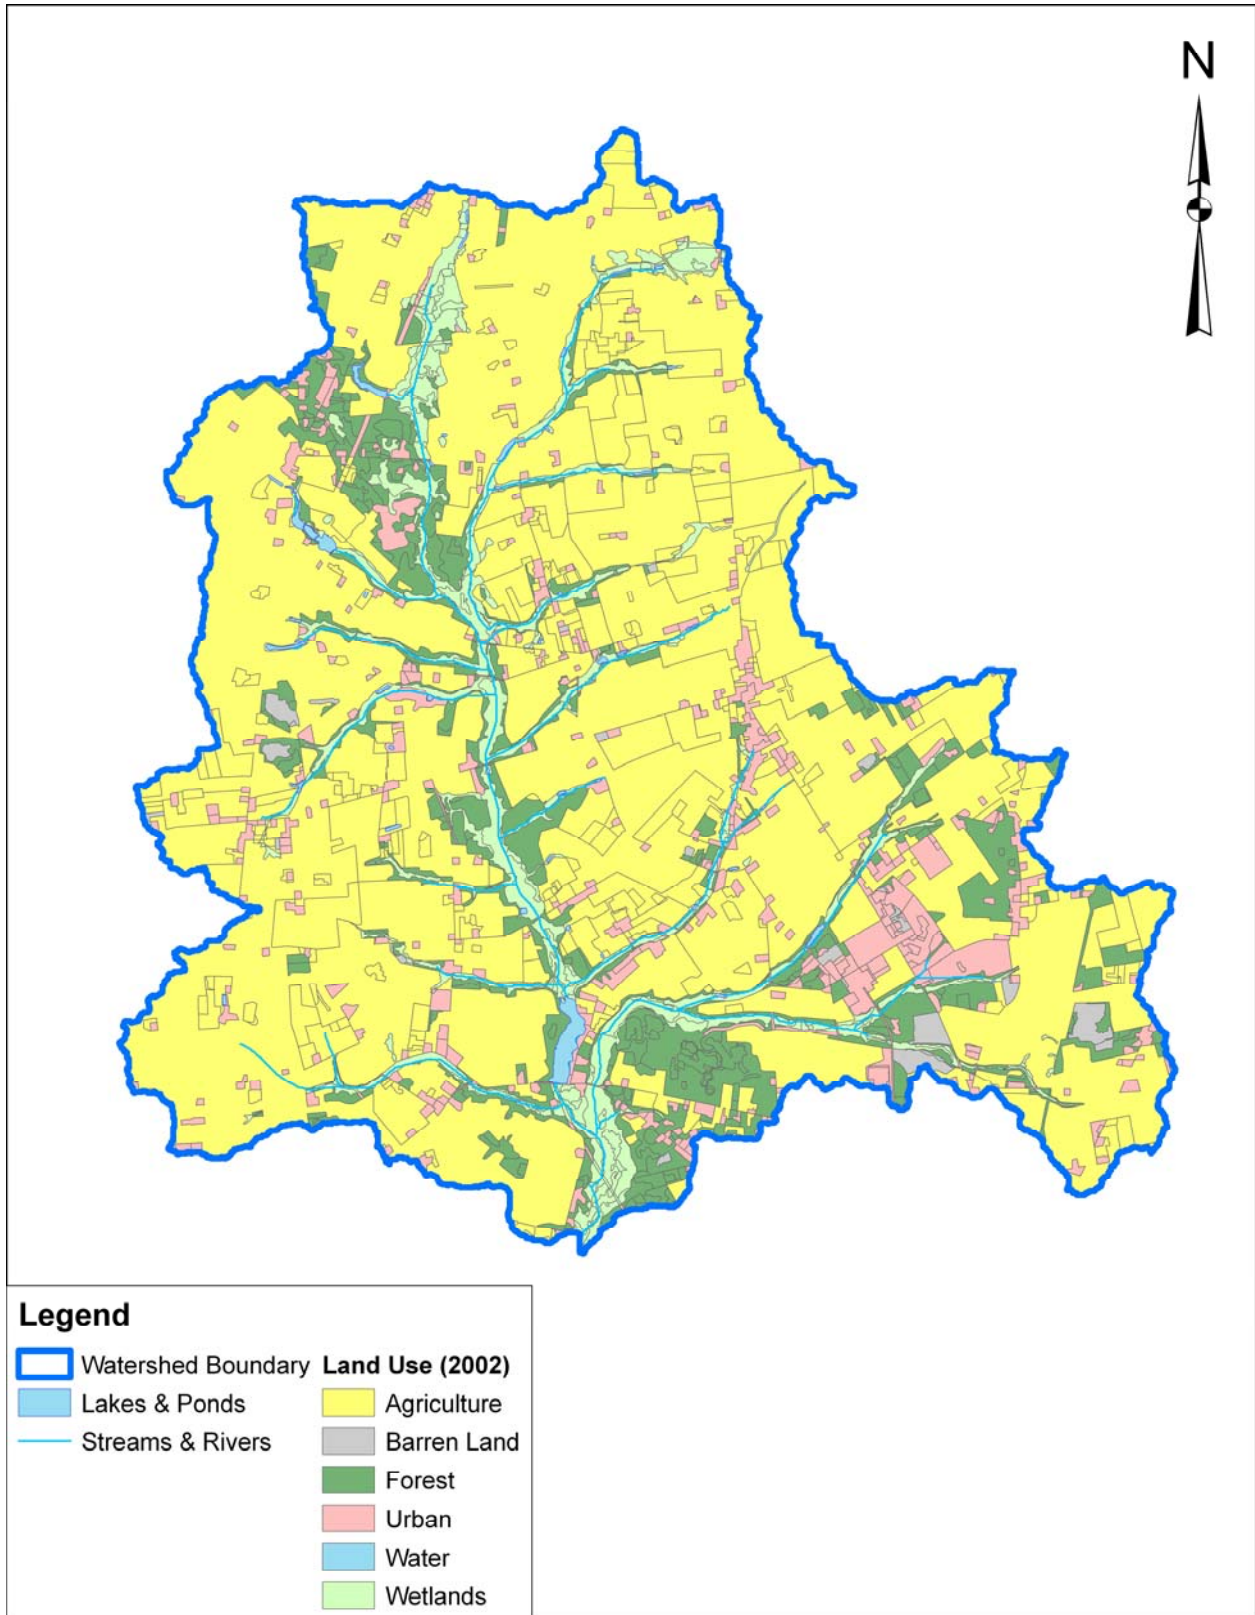 N
Legend
Watershed Boundary
Lakes & Ponds
Streams & Rivers
Land Use (2002)
Agriculture
Barren Land
Forest
Urban
Water
Wetlands